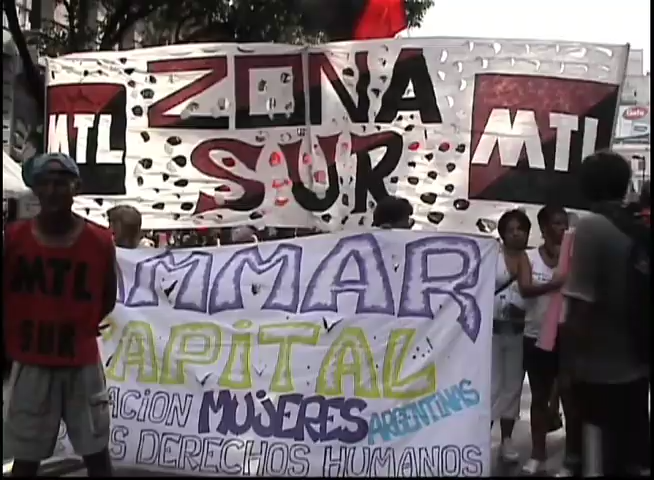 MTL ZONA SUR MTL
MTL
SUR
AMMAR
CAPITAL...!
ACION MUJERES ARGENTINAS
S DERECHOS HUMANOS